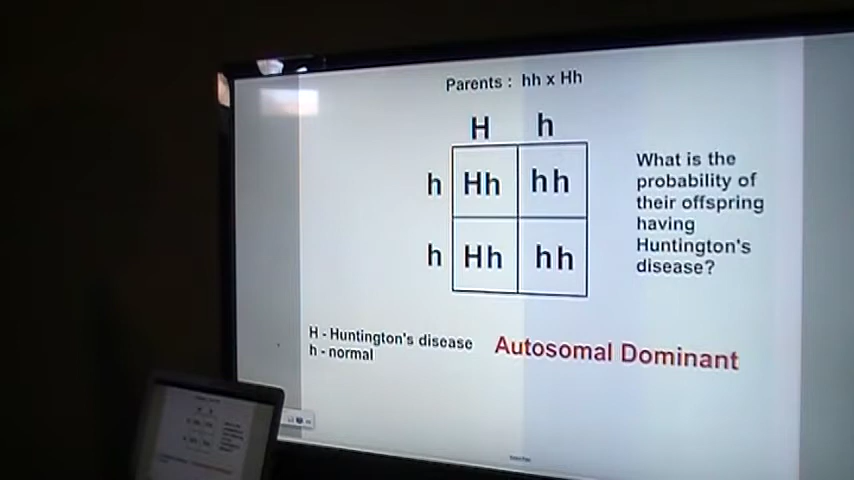 Parents : hh x Hh
H h
h Hh hh
h Hh hh
What is the
probability of
their offspring
having
Huntington's
disease?
H - Huntington's disease
h - normal
Autosomal Dominant